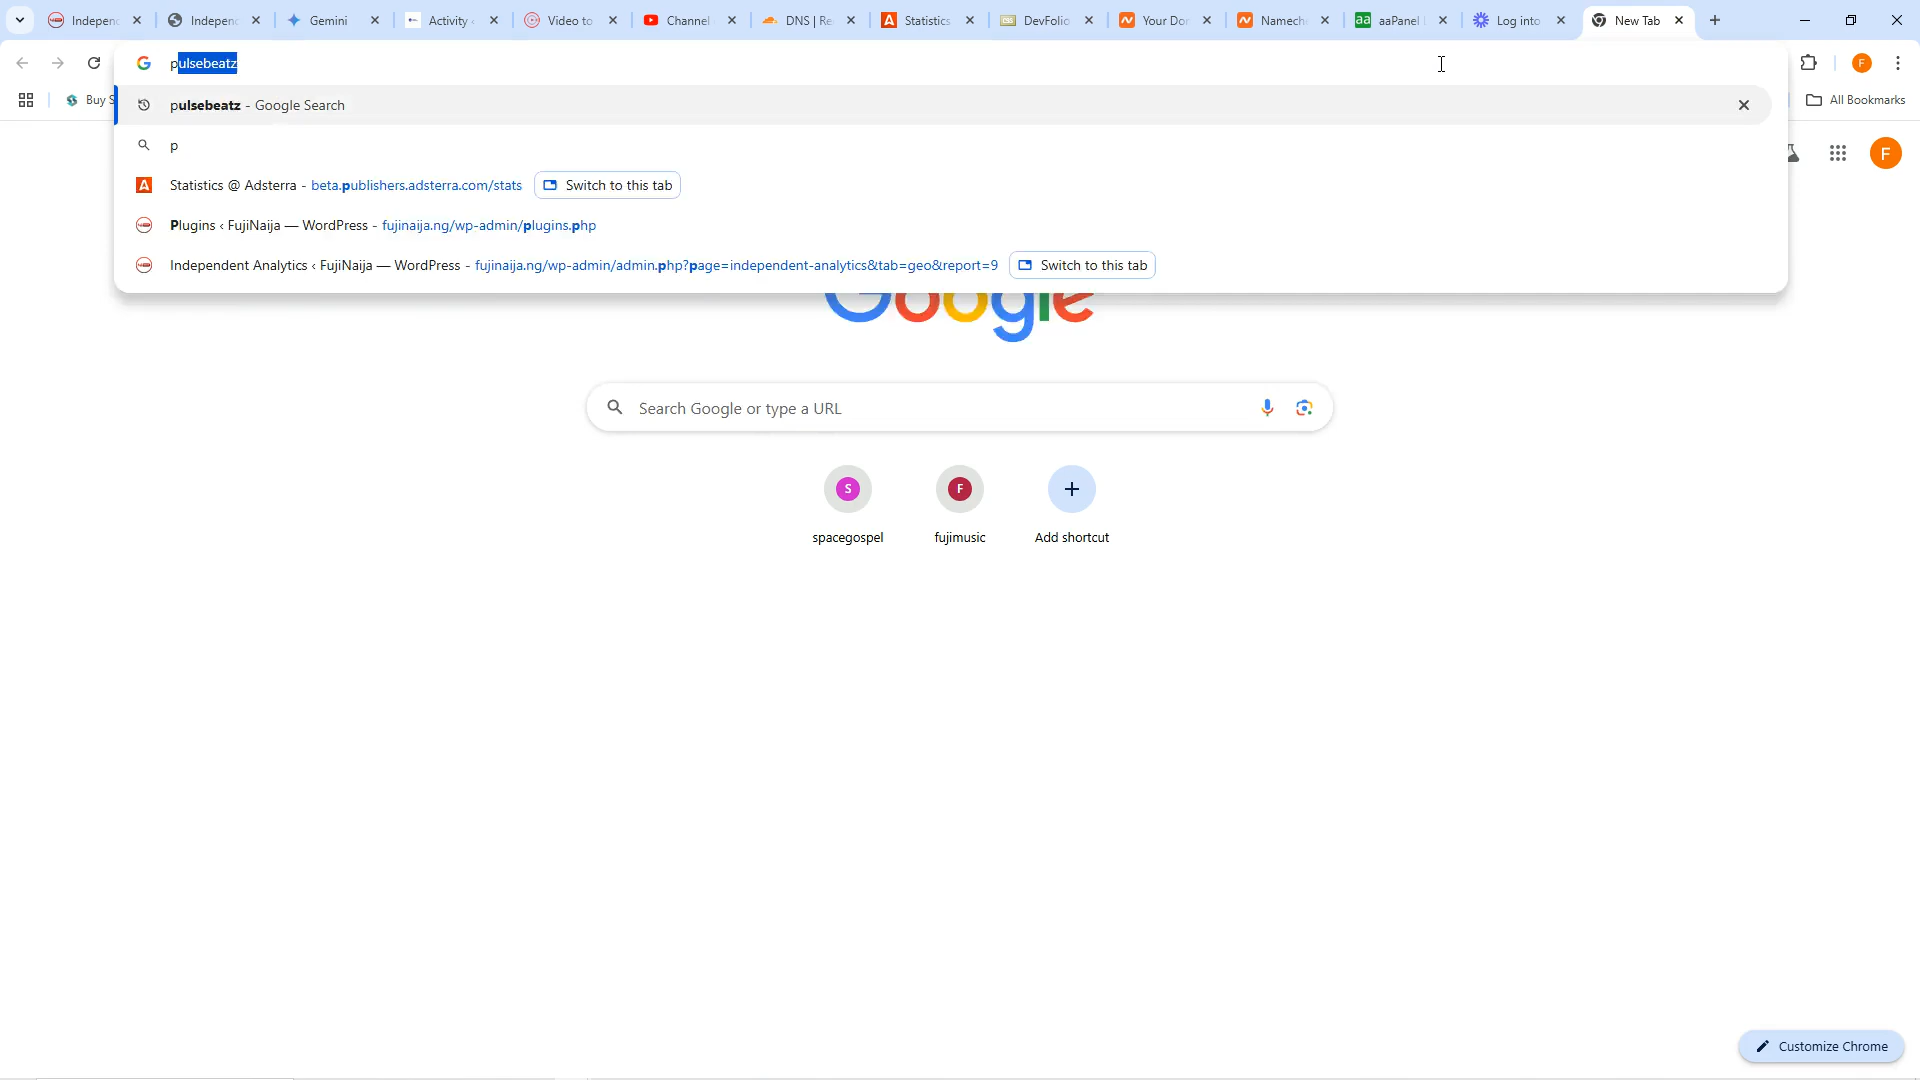 Indepenc
Indepenc
Gemini
Activity
Video to
Channel
DNS | Re
Statistics
DevFolio
Your Dor
Namech
aaPanel
Log into
New Tab
pulsebeatz
F
Buy S
All Bookmarks
pulsebeatz - Google Search
p
Statistics @ Adsterra - beta.publishers.adsterra.com/stats
Switch to this tab
Plugins ‹ FujiNaija — WordPress - fujinaija.ng/wp-admin/plugins.php
Independent Analytics ‹ FujiNaija — WordPress - fujinaija.ng/wp-admin/admin.php?page=independent-analytics&tab=geo&report=9
Switch to this tab
F
Google
Search Google or type a URL
S
F
spacegospel
fujimusic
Add shortcut
Customize Chrome